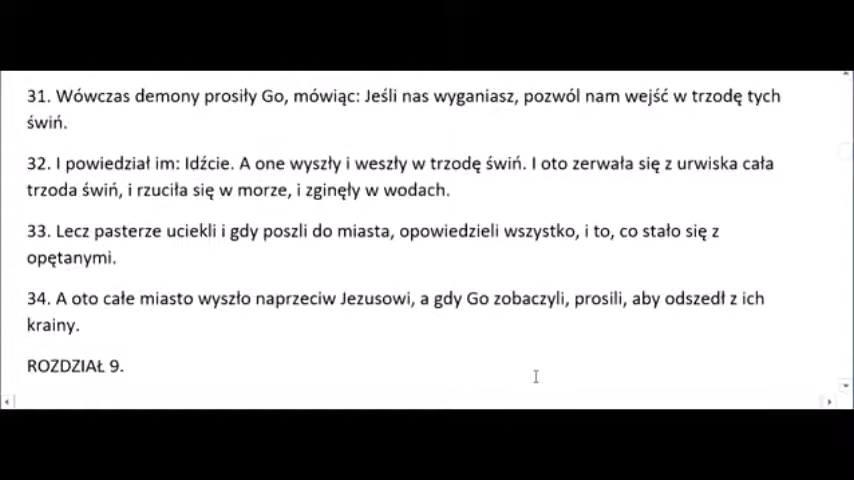 31. Wówczas demony prosiły Go, mówiąc: Jeśli nas wyganiasz, pozwól nam wejść w trzodę tych
świń.
32. I powiedział im: Idźcie. A one wyszły i weszły w trzodę świń. I oto zerwała się z urwiska cała
trzoda świń, i rzuciła się w morze, i zginęły w wodach.
33. Lecz pasterze uciekli i gdy poszli do miasta, opowiedzieli wszystko, i to, co stało się z
opętanymi.
34. A oto całe miasto wyszło naprzeciw Jezusowi, a gdy Go zobaczyli, prosili, aby odszedł z ich
krainy.
ROZDZIAŁ 9.